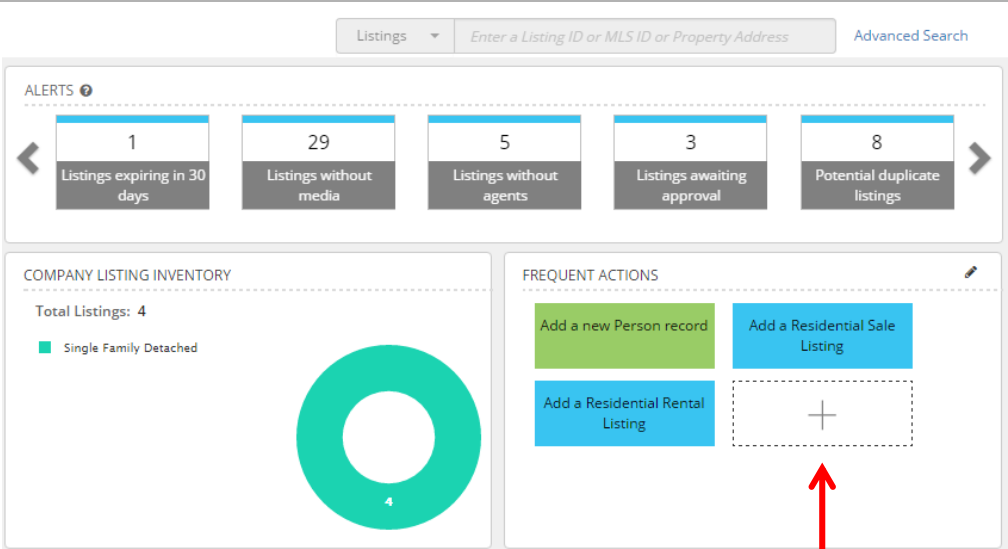 Listings Enter a Listing ID or MLS ID or Property Address Advanced Search
ALERTS ?
1 29 5 3 8
Listings expiring in 30
days
Listings without
media
Listings without
agents
Listings awaiting
approval
Potential duplicate
listings
COMPANY LISTING INVENTORY
Total Listings: 4
Single Family Detached
4
FREQUENT ACTIONS
Add a new Person record
Add a Residential Sale
Listing
Add a Residential Rental
Listing